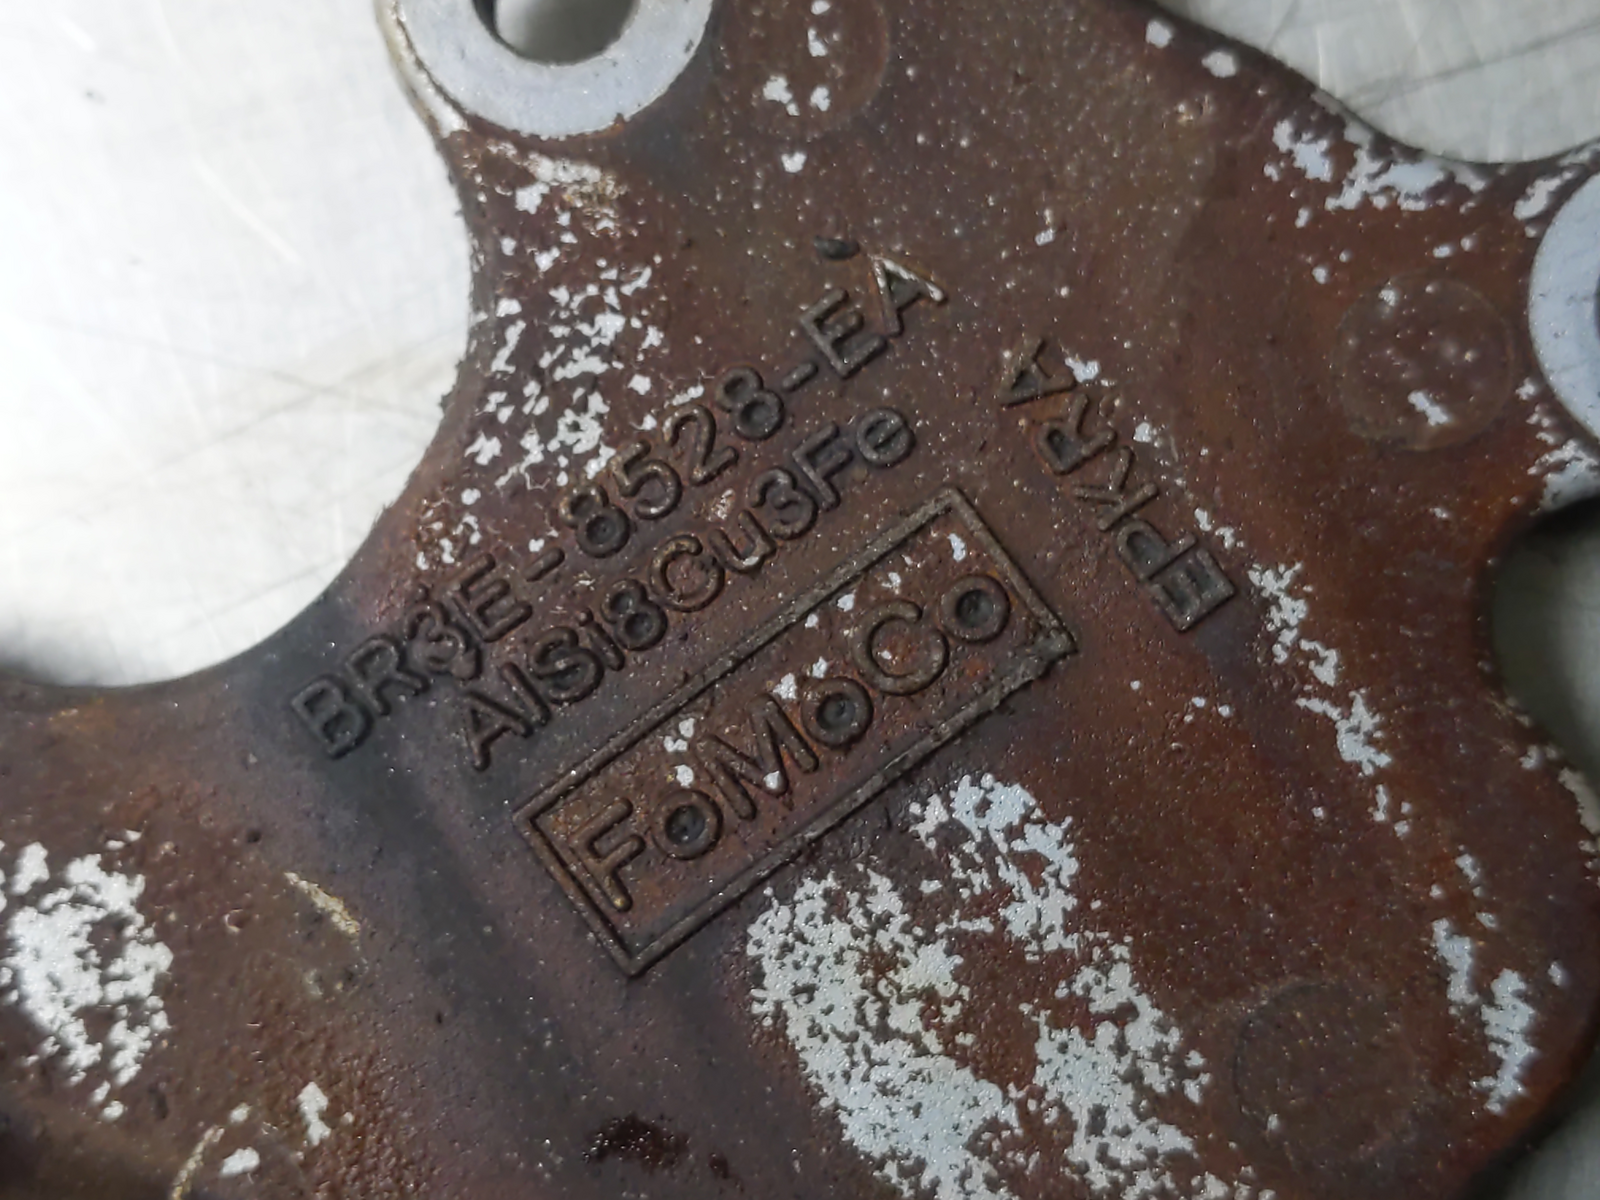 BR3E-8528-EA
AlSi8Cu3Fe
FoMoCo
EPKRA